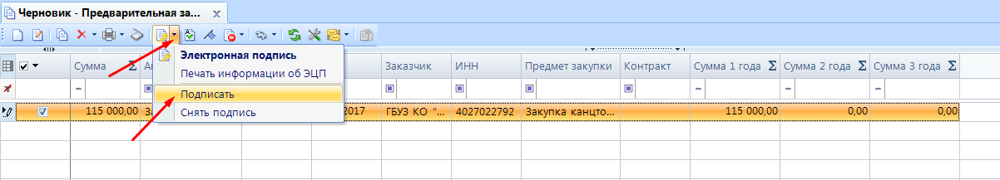 Черновик - Предварительная за...
Электронная подпись
Печать информации об ЭЦП
Подписать
Снять подпись
Сумма Σ Заказчик ИНН Предмет закупки Контракт Сумма 1 года Σ Сумма 2 года Σ Сумма 3 года Σ
115 000,00 2017 ГБУЗ КО "... 4027022792 Закупка канцто... 115 000,00 0,00 0,00